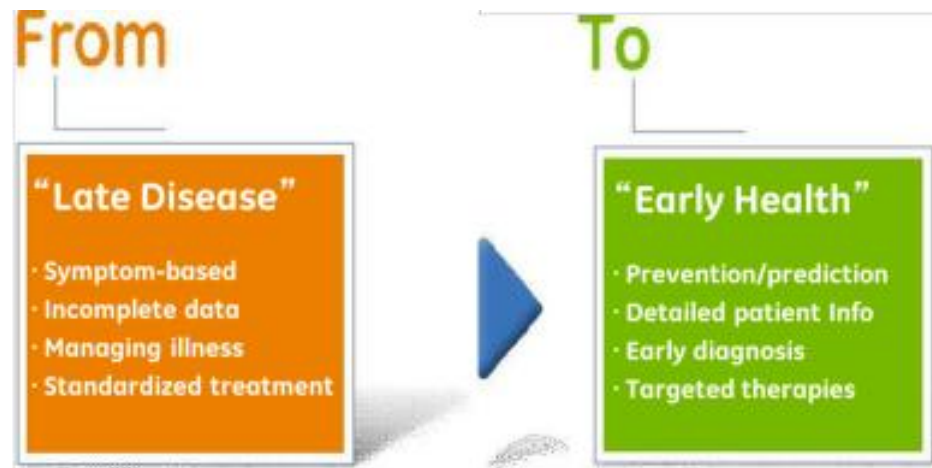 From
“Late Disease”
· Symptom-based
· Incomplete data
· Managing illness
· Standardized treatment
To
“Early Health”
· Prevention/prediction
· Detailed patient Info
· Early diagnosis
· Targeted therapies